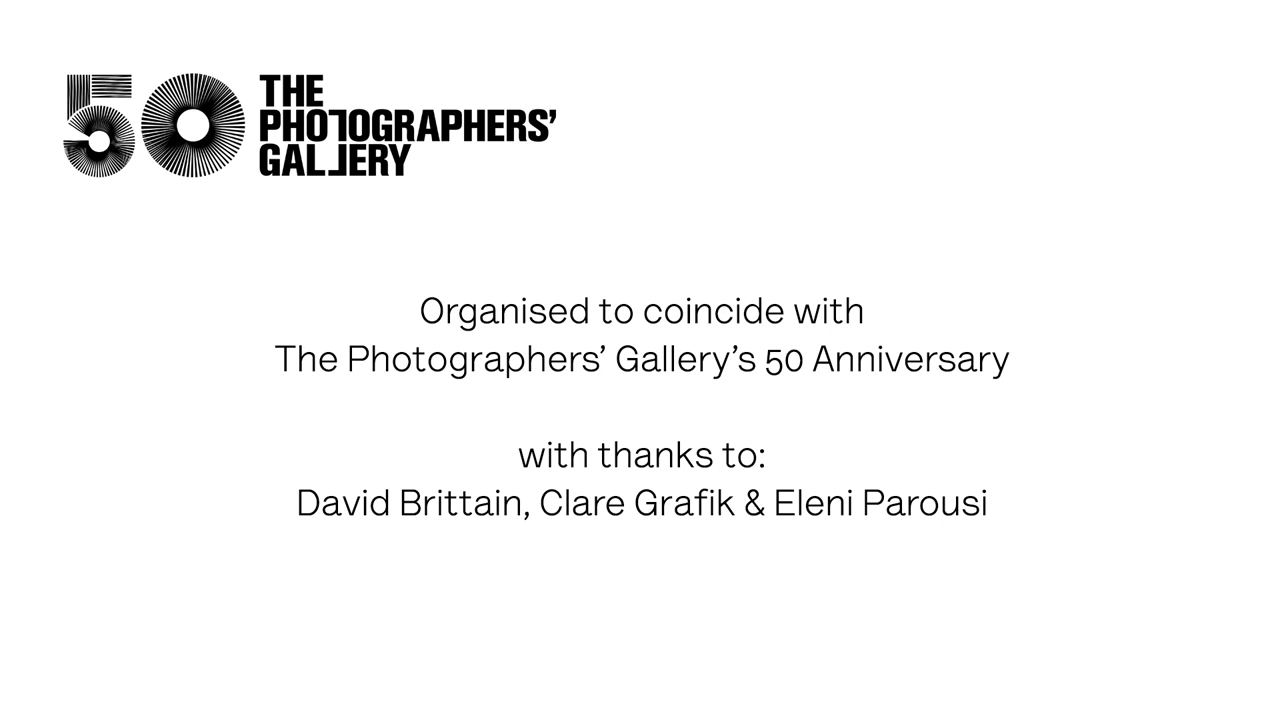 50 THE
PHOTOGRAPHERS’
GALLERY
Organised to coincide with
The Photographers’ Gallery’s 50 Anniversary
with thanks to:
David Brittain, Clare Grafik & Eleni Parousi